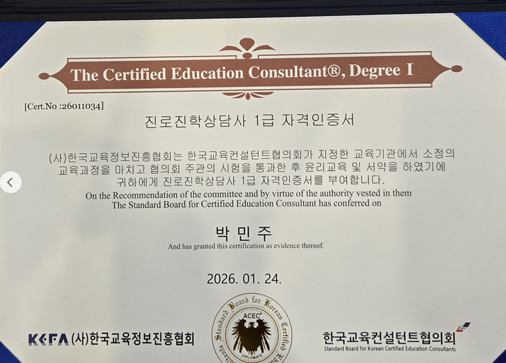 The Certified Education Consultant®, Degree I
[Cert.No :26011034]
진로진학상담사 1급 자격인증서
(사)한국교육정보진흥협회는 한국교육컨설턴트협의회가 지정한 교육기관에서 소정의
교육과정을 마치고 협의회 주관의 시험을 통과한 후 윤리교육 및 서약을 하였기에
귀하에게 진로진학상담사 1급 자격인증서를 부여합니다.
On the Recommendation of the committee and by virtue of the authority vested in them
The Standard Board for Certified Education Consultant has conferred on
박 민 주
And has granted this certification as evidence thereof.
2026. 01. 24.
KEFA (사)한국교육정보진흥협회
Standard Board for Korean Certified
ACEC
한국교육컨설턴트협의회
Standard Board for Korean Certified Education Consultants